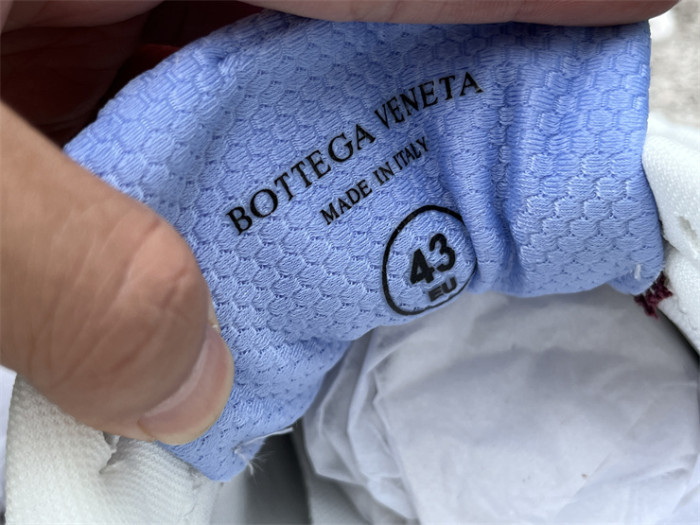 BOTTEGA VENETA
MADE IN ITALY
43
EU